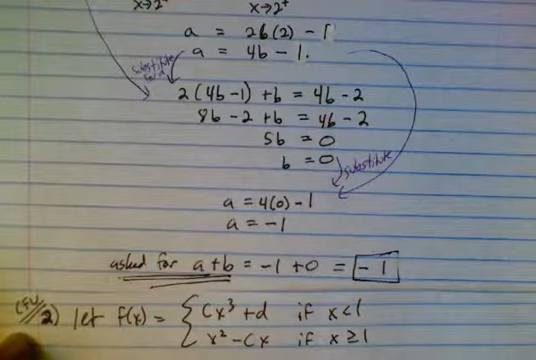 x→2⁻ x→2⁺
a = 2b(2) - 1
a = 4b - 1.
substitute
2(4b-1) + b = 4b - 2
8b - 2 + b = 4b - 2
5b = 0
b = 0
substitute
a = 4(0) - 1
a = -1
asked for a+b = -1 + 0 = -1
2) let f(x) = { Cx³ + d if x < 1
x² - Cx if x ≥ 1